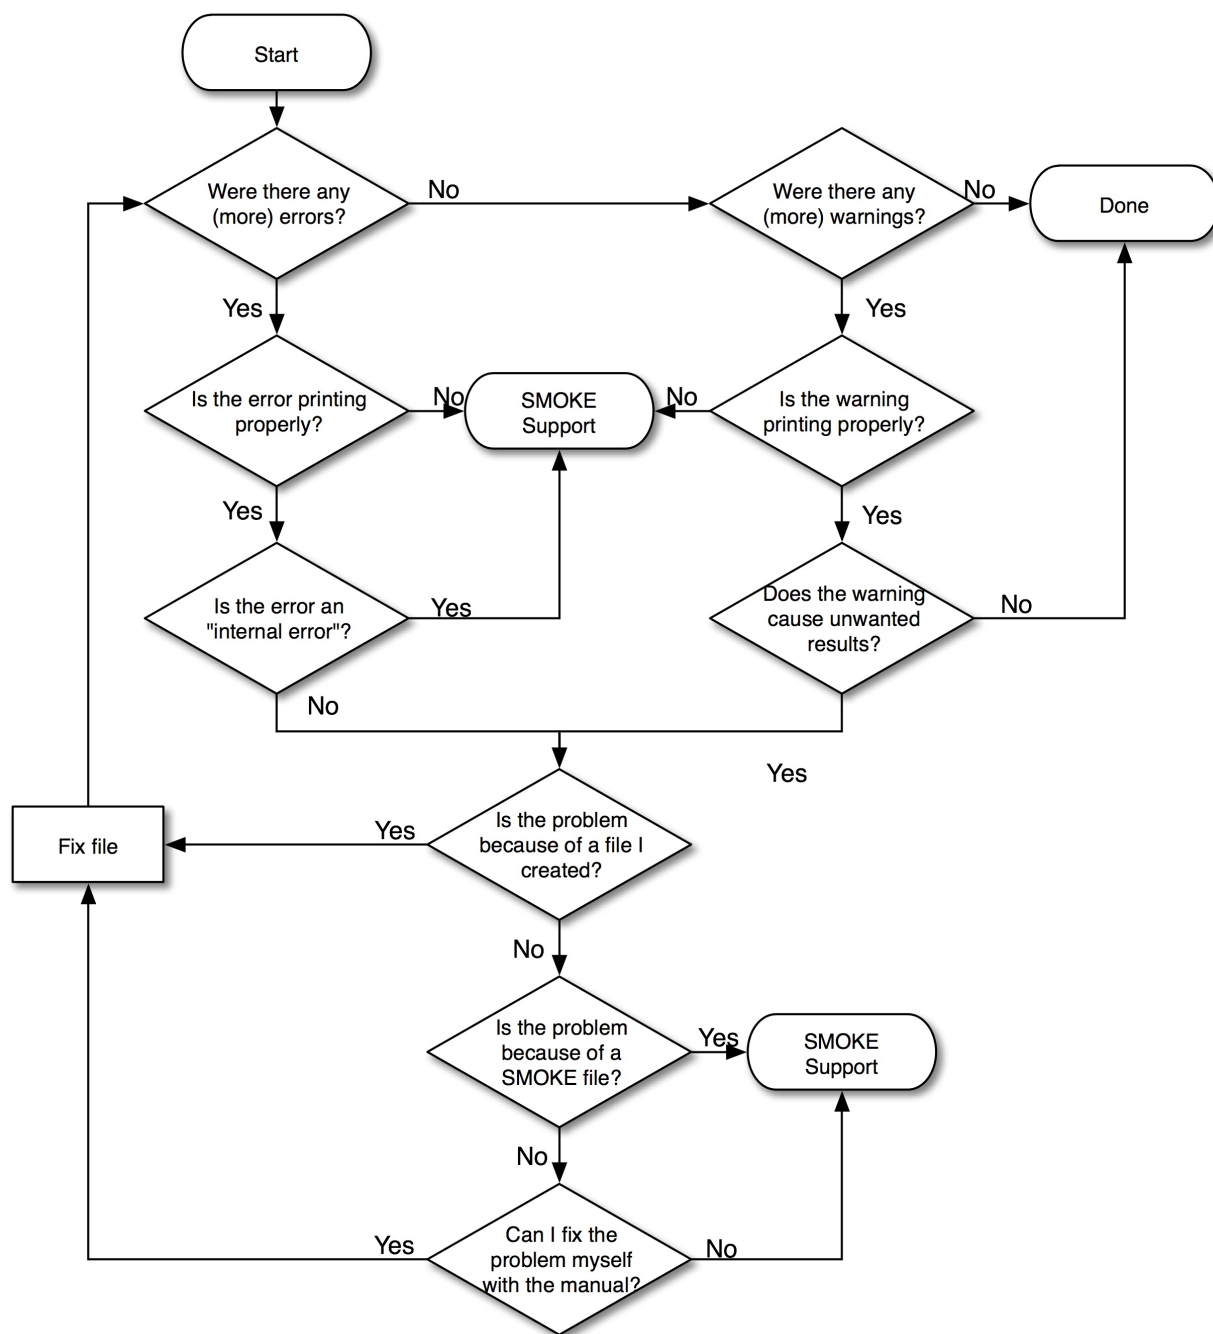 Start
Were there any
(more) errors?
No
Were there any
(more) warnings?
No
Done
Yes
Yes
Is the error printing
properly?
No
SMOKE
Support
No
Is the warning
printing properly?
Yes
Yes
Is the error an
"internal error"?
Yes
Does the warning
cause unwanted
results?
No
No
Yes
Is the problem
because of a file I
created?
Yes
Fix file
No
Is the problem
because of a
SMOKE file?
Yes
SMOKE
Support
No
Can I fix the
problem myself
with the manual?
Yes
No